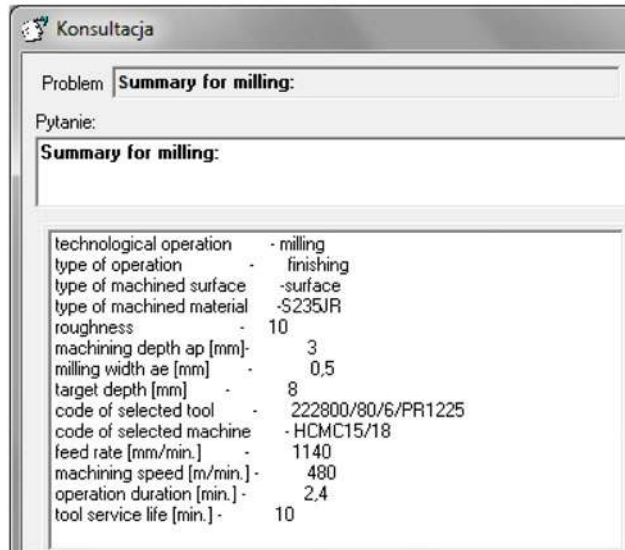 Konsultacja
Problem Summary for milling:
Pytanie:
Summary for milling:
technological operation - milling
type of operation - finishing
type of machined surface -surface
type of machined material -S235JR
roughness - 10
machining depth ap [mm]- 3
milling width ae [mm] - 0,5
target depth [mm] - 8
code of selected tool - 222800/80/6/PR1225
code of selected machine - HCMC15/18
feed rate [mm/min.] - 1140
machining speed [m/min.] - 480
operation duration [min.] - 2,4
tool service life [min.] - 10